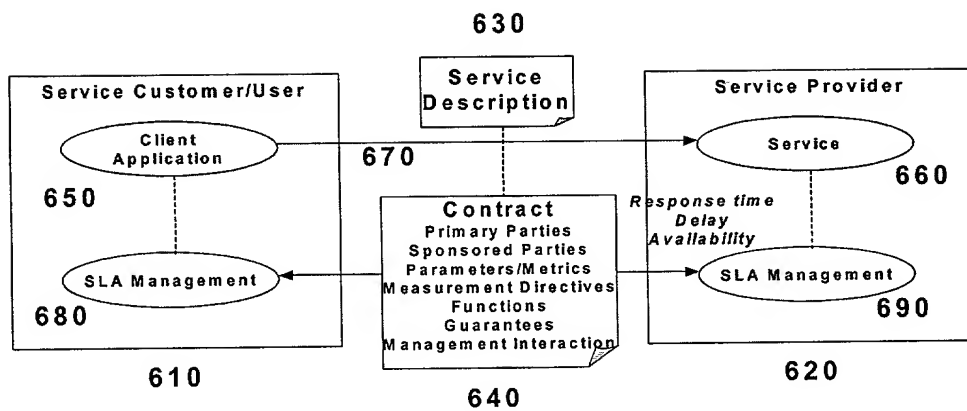 630
Service Customer/User
Service
Description
Service Provider
Client
Application
670
Service
650
660
Contract
Primary Parties
Sponsored Parties
Parameters/Metrics
Measurement Directives
Functions
Guarantees
Management Interaction
Response time
Delay
Availability
SLA Management
SLA Management
680
690
610
640
620